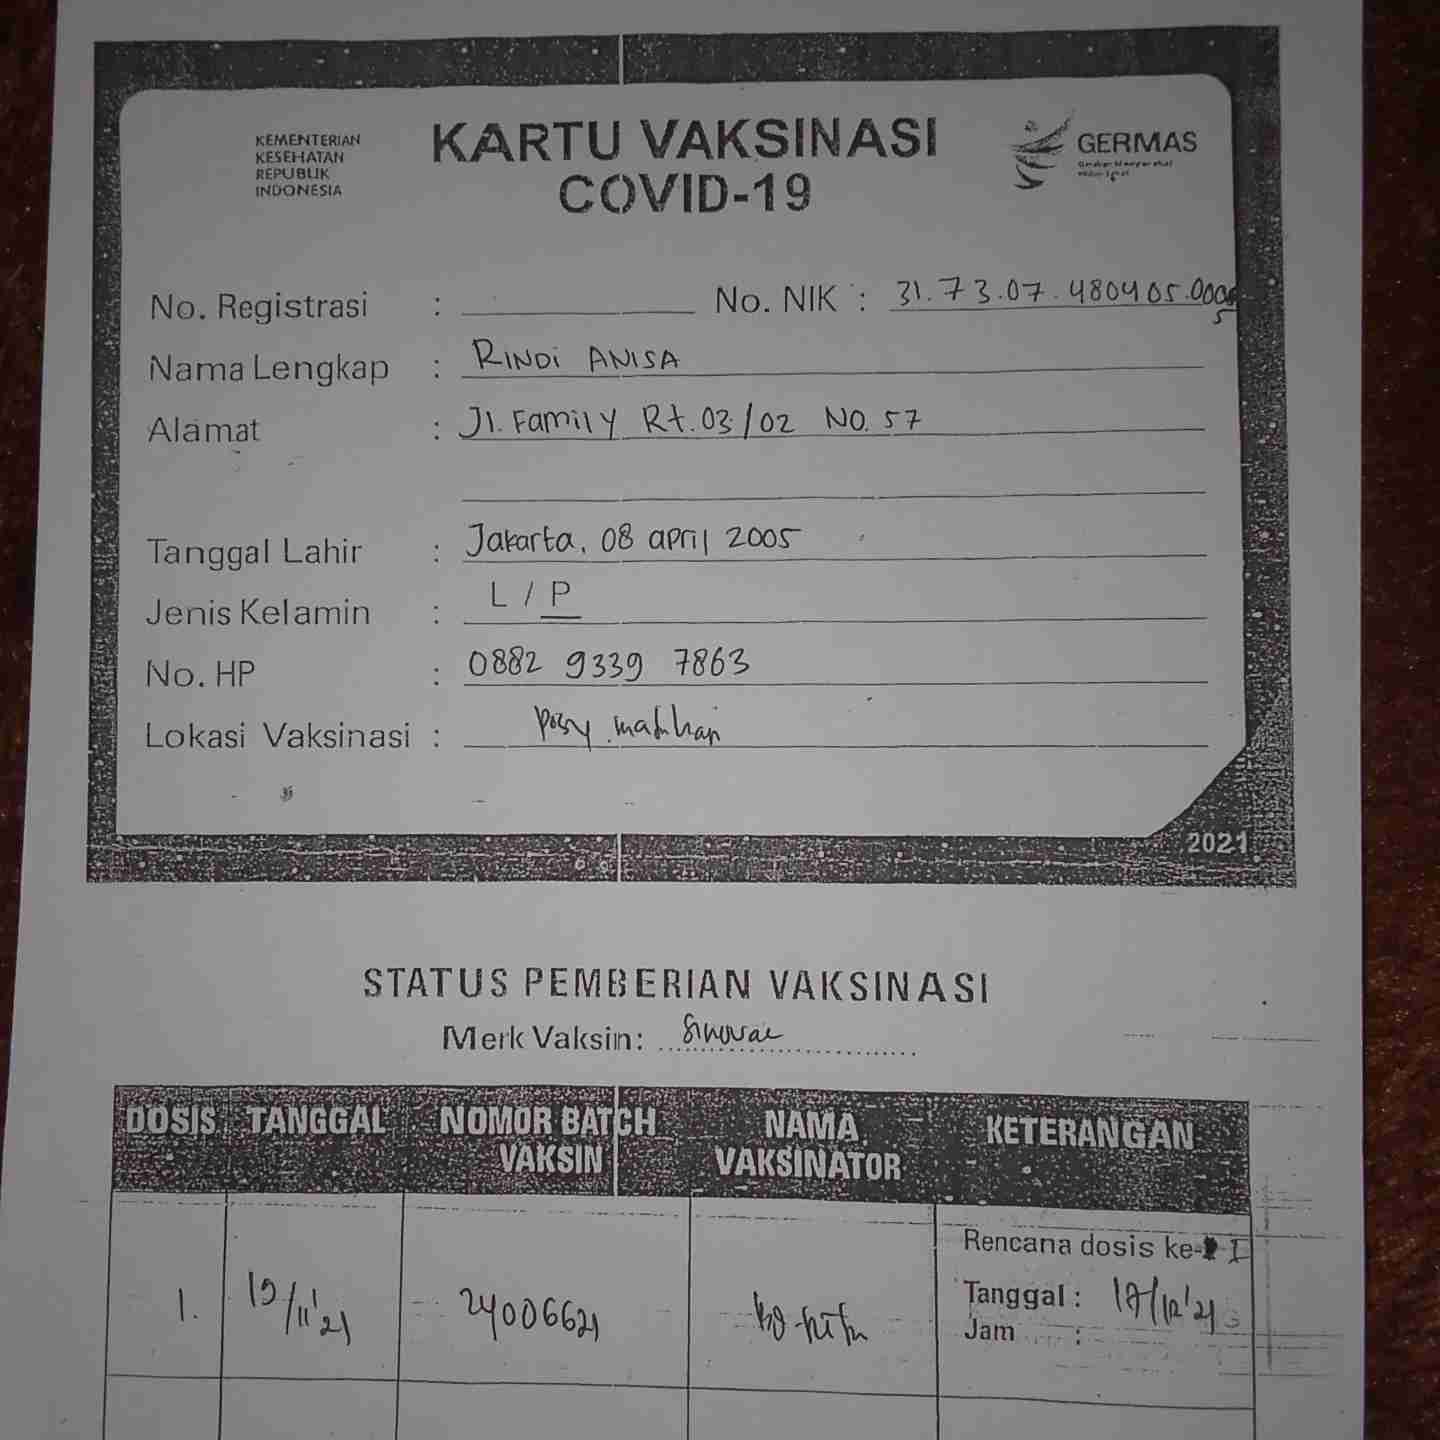 KEMENTERIAN
KESEHATAN
REPUBLIK
INDONESIA
KARTU VAKSINASI
COVID-19
GERMAS
No. Registrasi : No. NIK : 31.73.07.480405.0005
Nama Lengkap : RINDI ANISA
Alamat : Jl. Family Rt.03/02 NO. 57
Tanggal Lahir : Jakarta, 08 april 2005
Jenis Kelamin : L / P
No. HP : 0882 9339 7863
Lokasi Vaksinasi :
2021
STATUS PEMBERIAN VAKSINASI
Merk Vaksin: Sinovac
DOSIS TANGGAL NOMOR BATCH VAKSIN NAMA VAKSINATOR KETERANGAN
Rencana dosis ke- I
1. 19/11'21 24006621 Tanggal : 17/12'21
Jam :